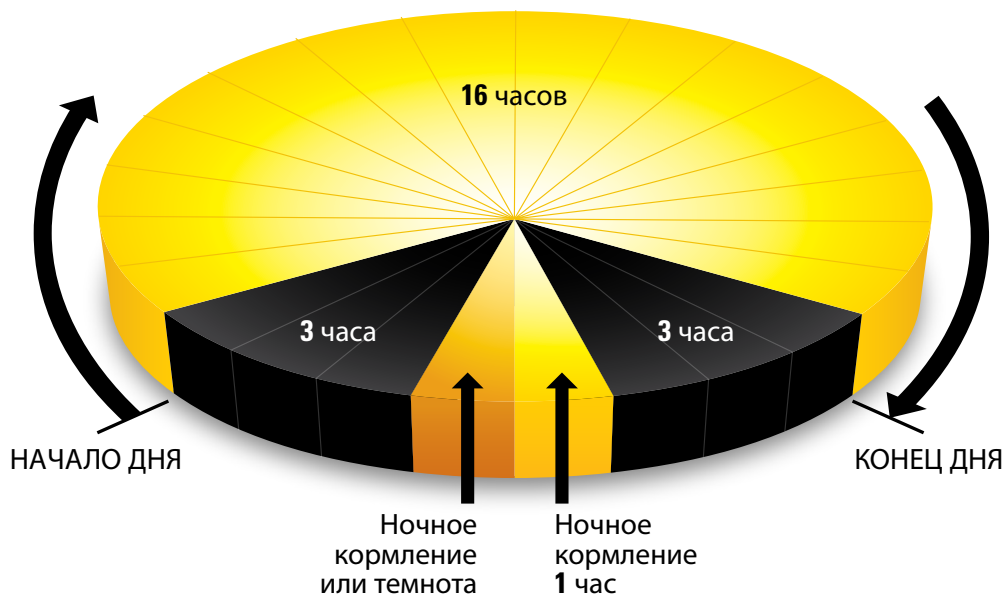 16 часов
3 часа
3 часа
НАЧАЛО ДНЯ
КОНЕЦ ДНЯ
Ночное
кормление
или темнота
Ночное
кормление
1 час